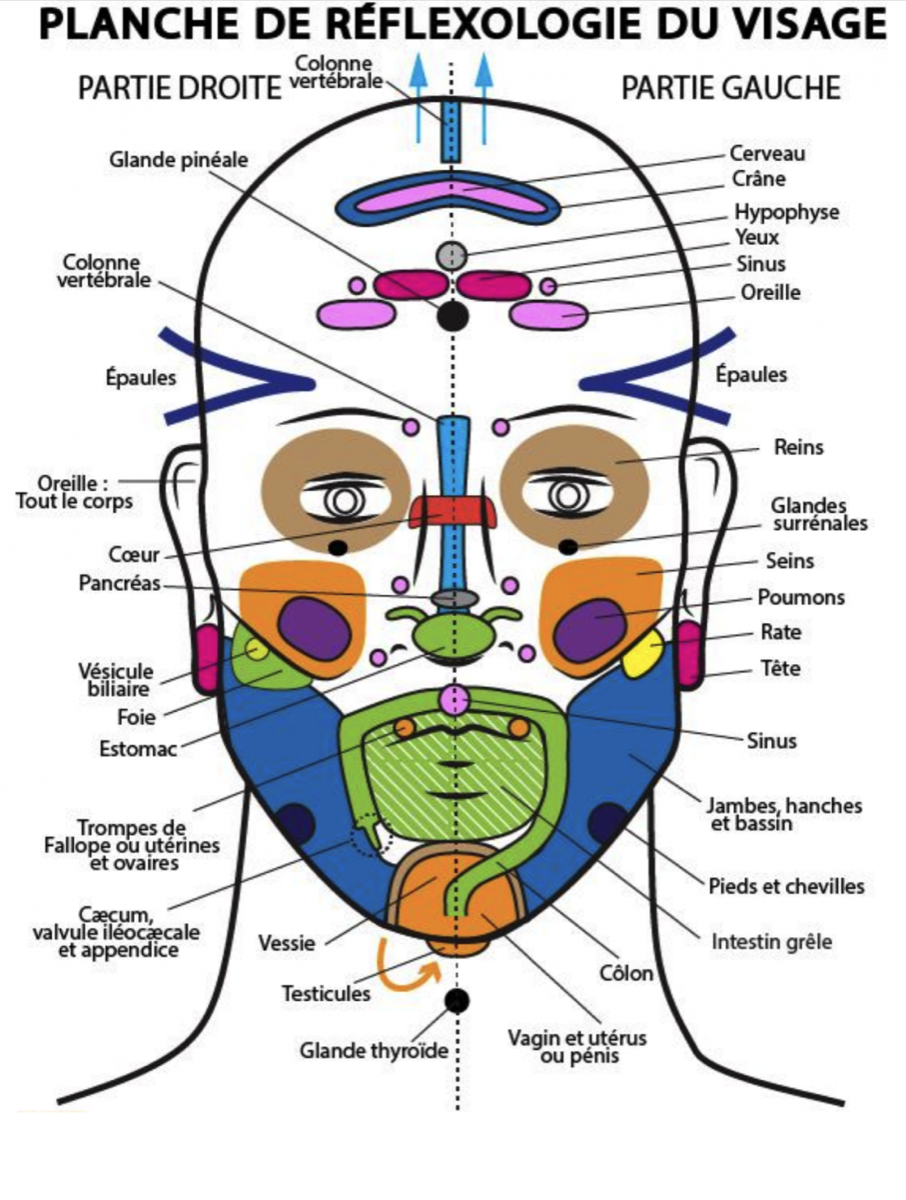 PLANCHE DE RÉFLEXOLOGIE DU VISAGE
PARTIE DROITE
Colonne
vertébrale
PARTIE GAUCHE
Glande pinéale
Cerveau
Crâne
Hypophyse
Yeux
Sinus
Oreille
Colonne
vertébrale
Épaules
Épaules
Reins
Oreille :
Tout le corps
Glandes
surrénales
Cœur
Seins
Pancréas
Poumons
Rate
Tête
Vésicule
biliaire
Foie
Estomac
Sinus
Jambes, hanches
et bassin
Trompes de
Fallope ou utérines
et ovaires
Pieds et chevilles
Cæcum,
valvule iléocæcale
et appendice
Vessie
Intestin grêle
Côlon
Testicules
Glande thyroïde
Vagin et utérus
ou pénis